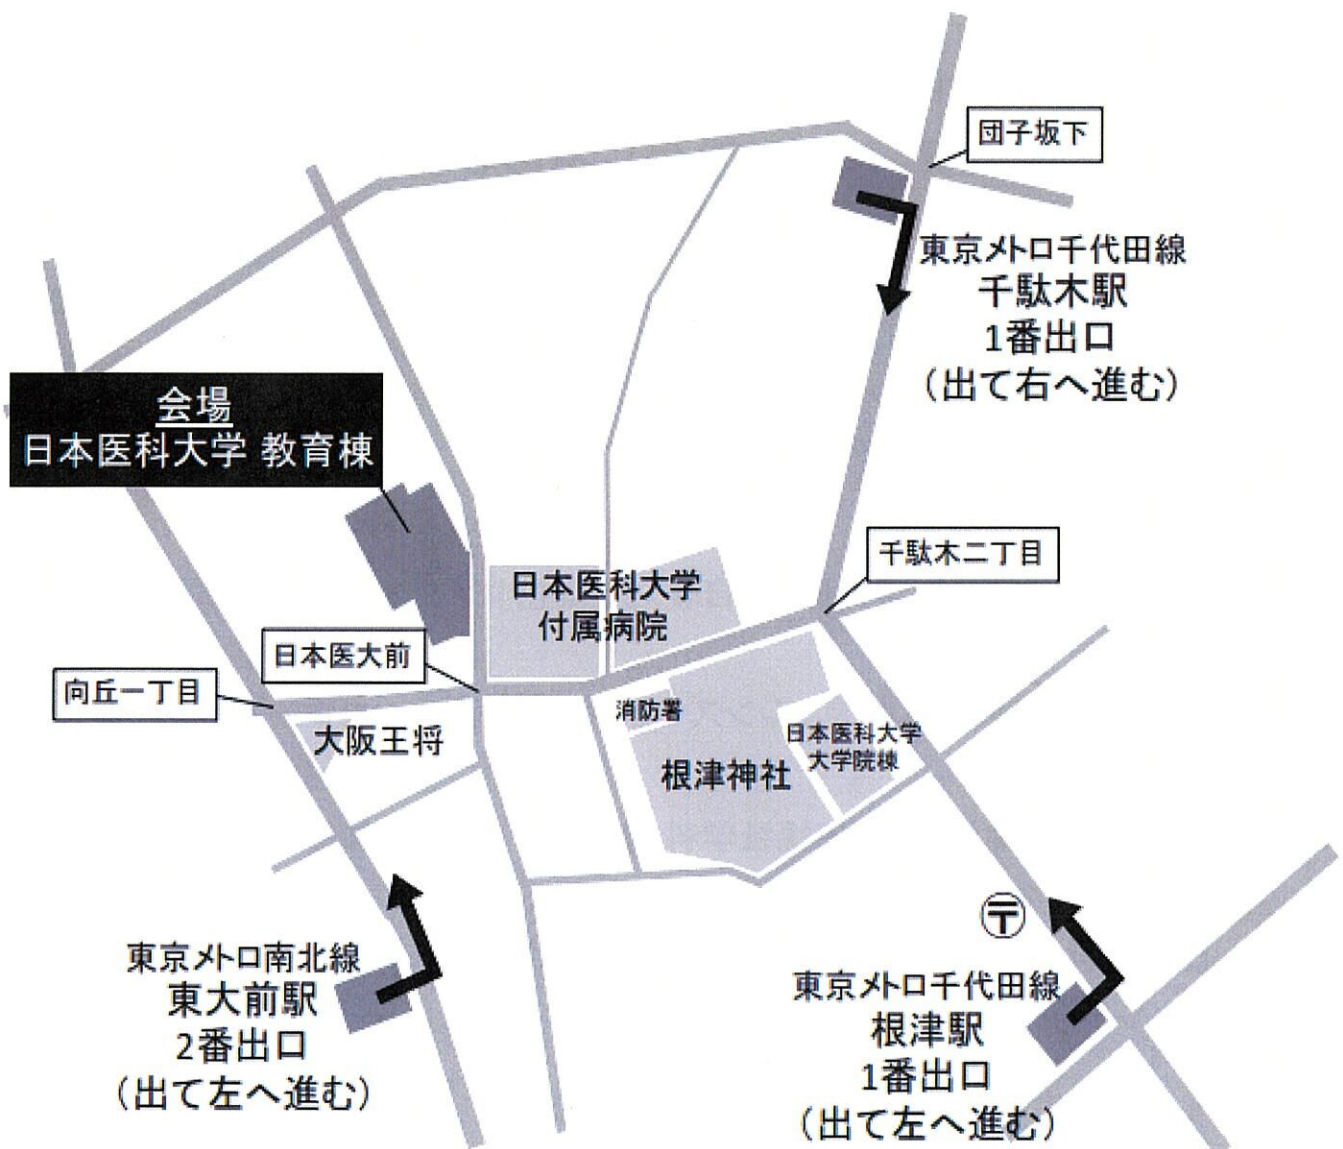 団子坂下
東京メトロ千代田線
千駄木駅
1番出口
（出て右へ進む）
会場
日本医科大学 教育棟
千駄木二丁目
日本医科大学
付属病院
日本医大前
向丘一丁目
消防署
大阪王将
日本医科大学
大学院棟
根津神社
〒
東京メトロ南北線
東大前駅
2番出口
（出て左へ進む）
東京メトロ千代田線
根津駅
1番出口
（出て左へ進む）